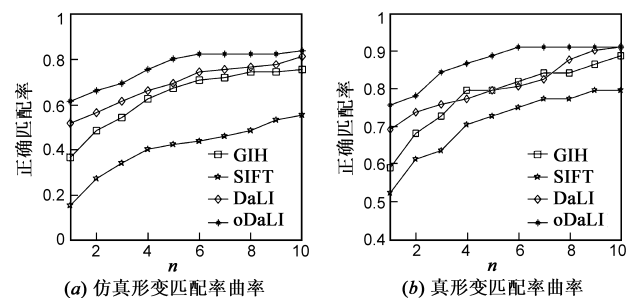 1
0.8
0.6
0.4
0.2
0
正确匹配率
GIH
SIFT
DaLI
oDaLI
2 4 6 8 10
n
(a) 仿真形变匹配率曲率
1
0.9
0.8
0.7
0.6
0.5
0.4
正确匹配率
GIH
SIFT
DaLI
oDaLI
2 4 6 8 10
n
(b) 真形变匹配率曲率